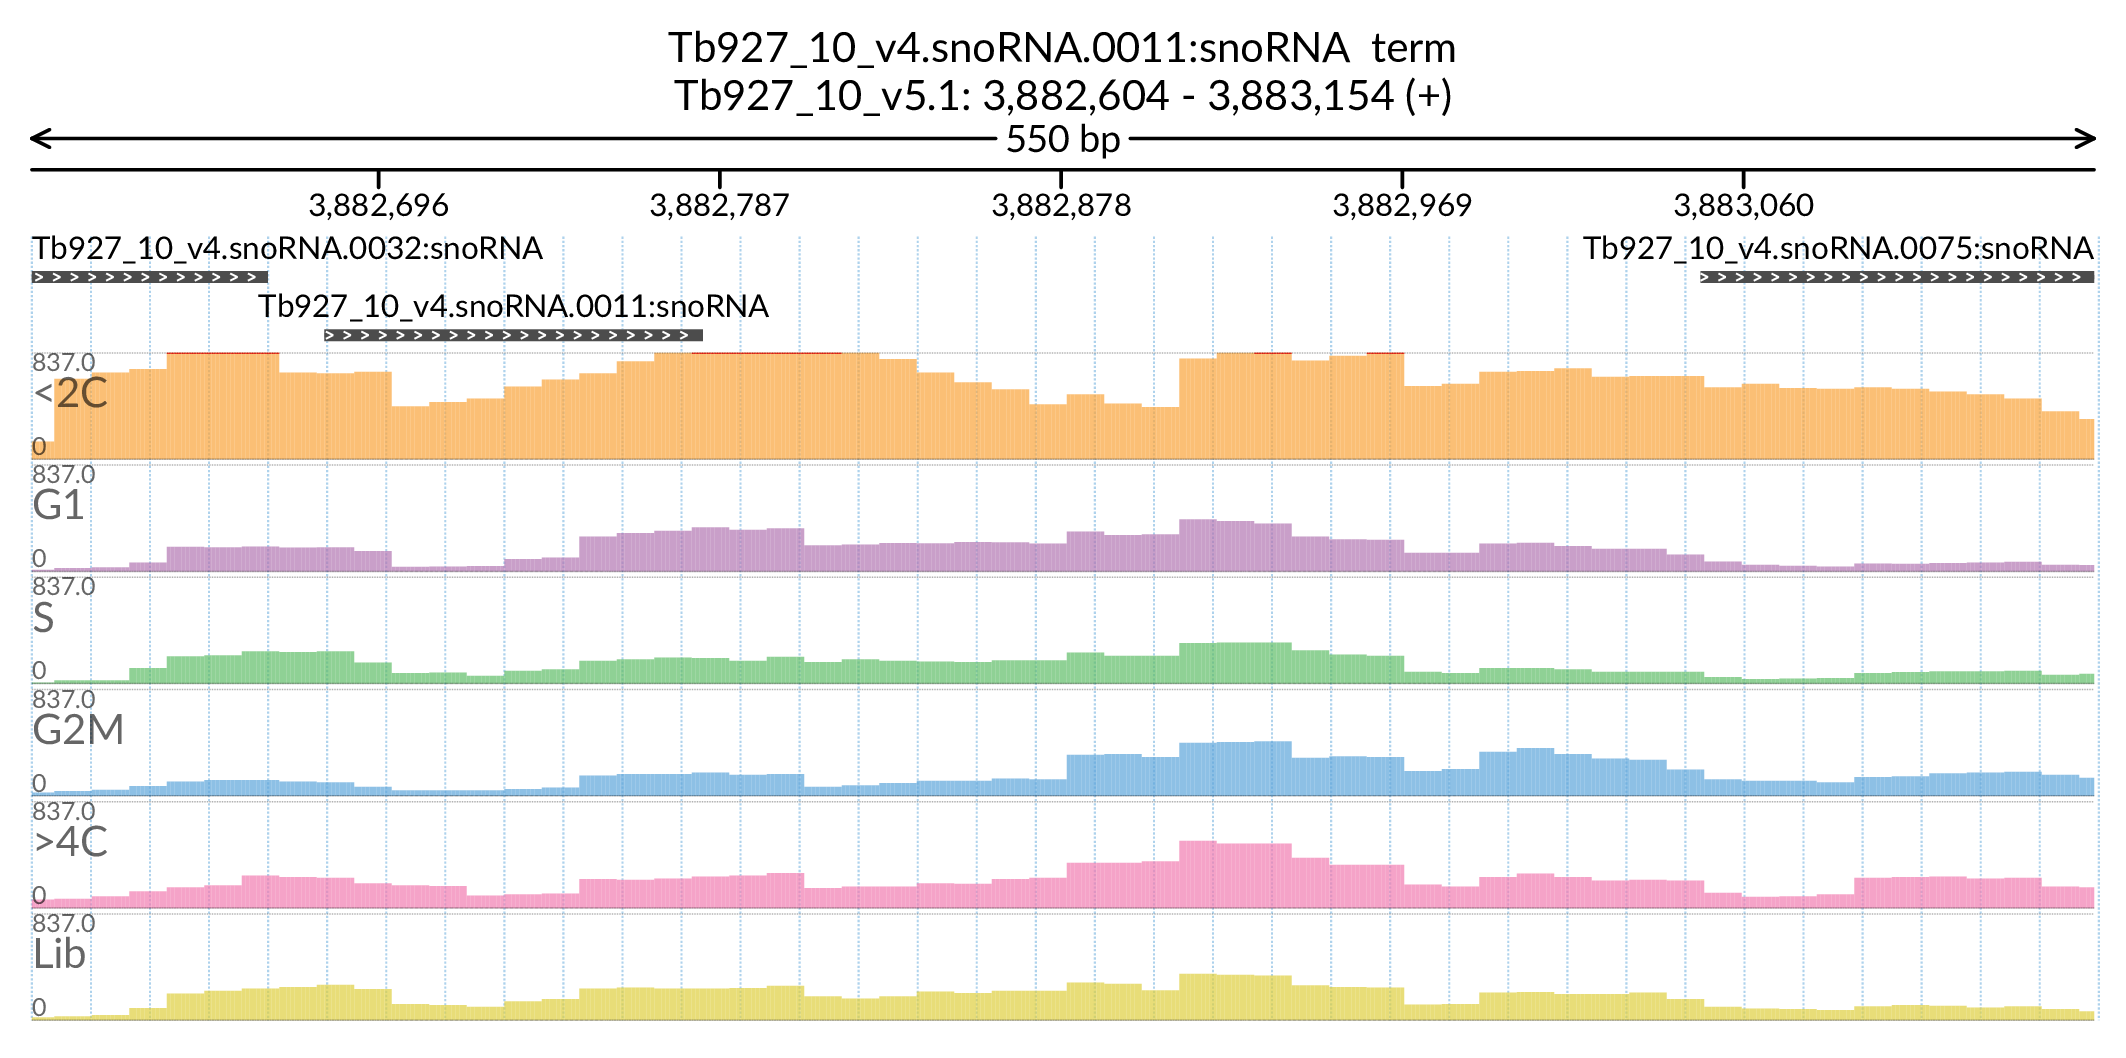 Tb927_10_v4.snoRNA.0011:snoRNA term
Tb927_10_v5.1: 3,882,604 - 3,883,154 (+)
550 bp
3,882,696 3,882,787 3,882,878 3,882,969 3,883,060
Tb927_10_v4.snoRNA.0032:snoRNA Tb927_10_v4.snoRNA.0075:snoRNA
Tb927_10_v4.snoRNA.0011:snoRNA
837.0
<2C
0
837.0
G1
0
837.0
S
0
837.0
G2M
0
837.0
>4C
0
837.0
Lib
0